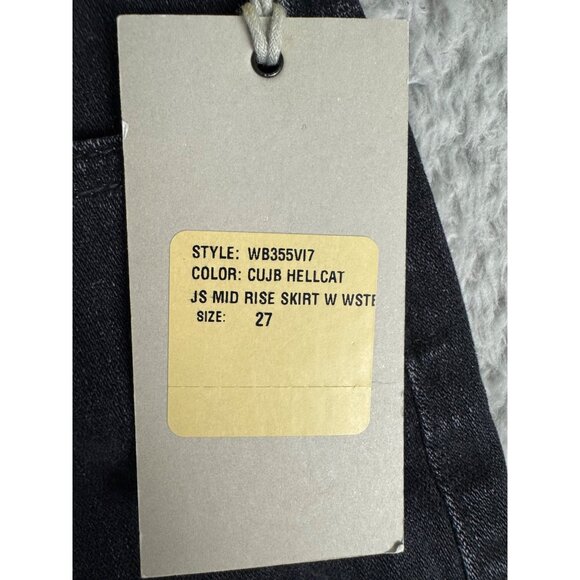 STYLE: WB355VI7
COLOR: CUJB HELLCAT
JS MID RISE SKIRT W WSTE
SIZE: 27